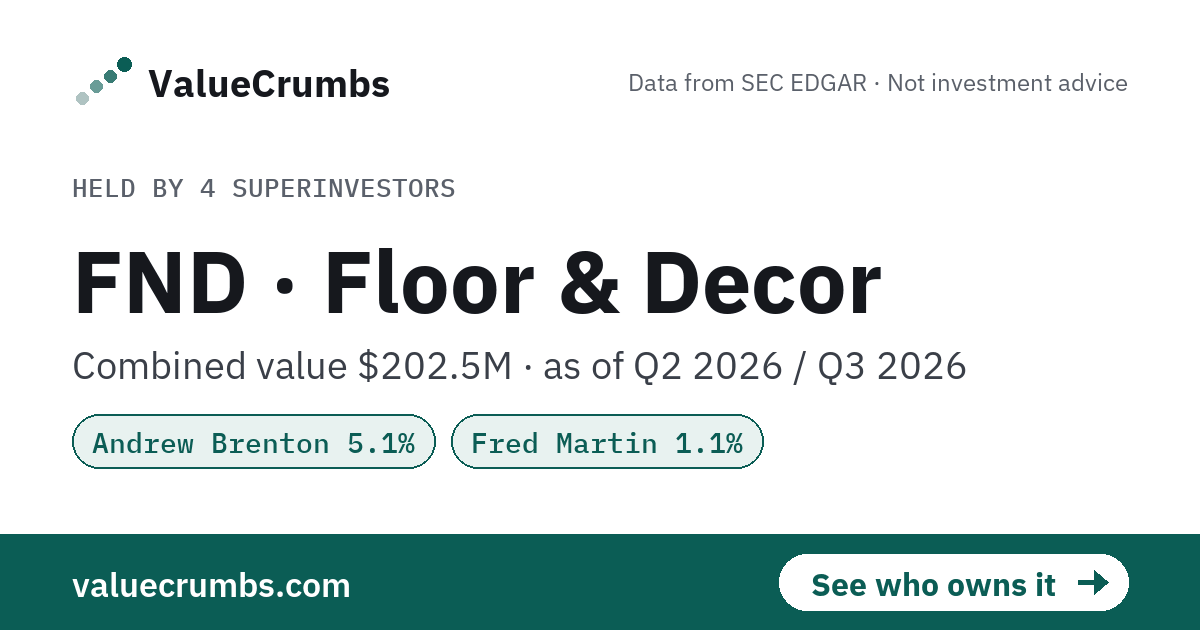 ValueCrumbs
Data from SEC EDGAR · Not investment advice
HELD BY 4 SUPERINVESTORS
FND · Floor & Decor
Combined value $202.5M · as of Q2 2026 / Q3 2026
Andrew Brenton 5.1%
Fred Martin 1.1%
valuecrumbs.com
See who owns it →